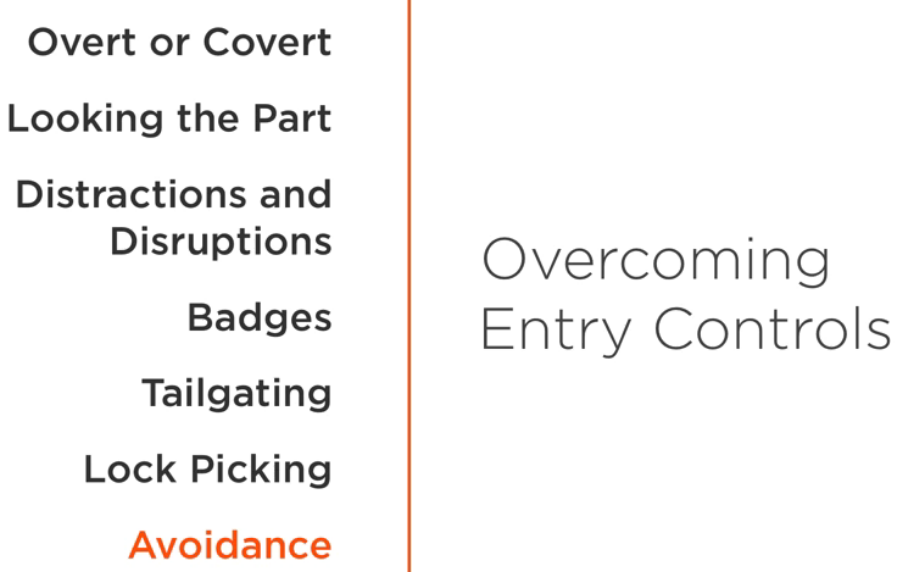 Overt or Covert
Looking the Part
Distractions and
Disruptions
Badges
Tailgating
Lock Picking
Avoidance
Overcoming
Entry Controls